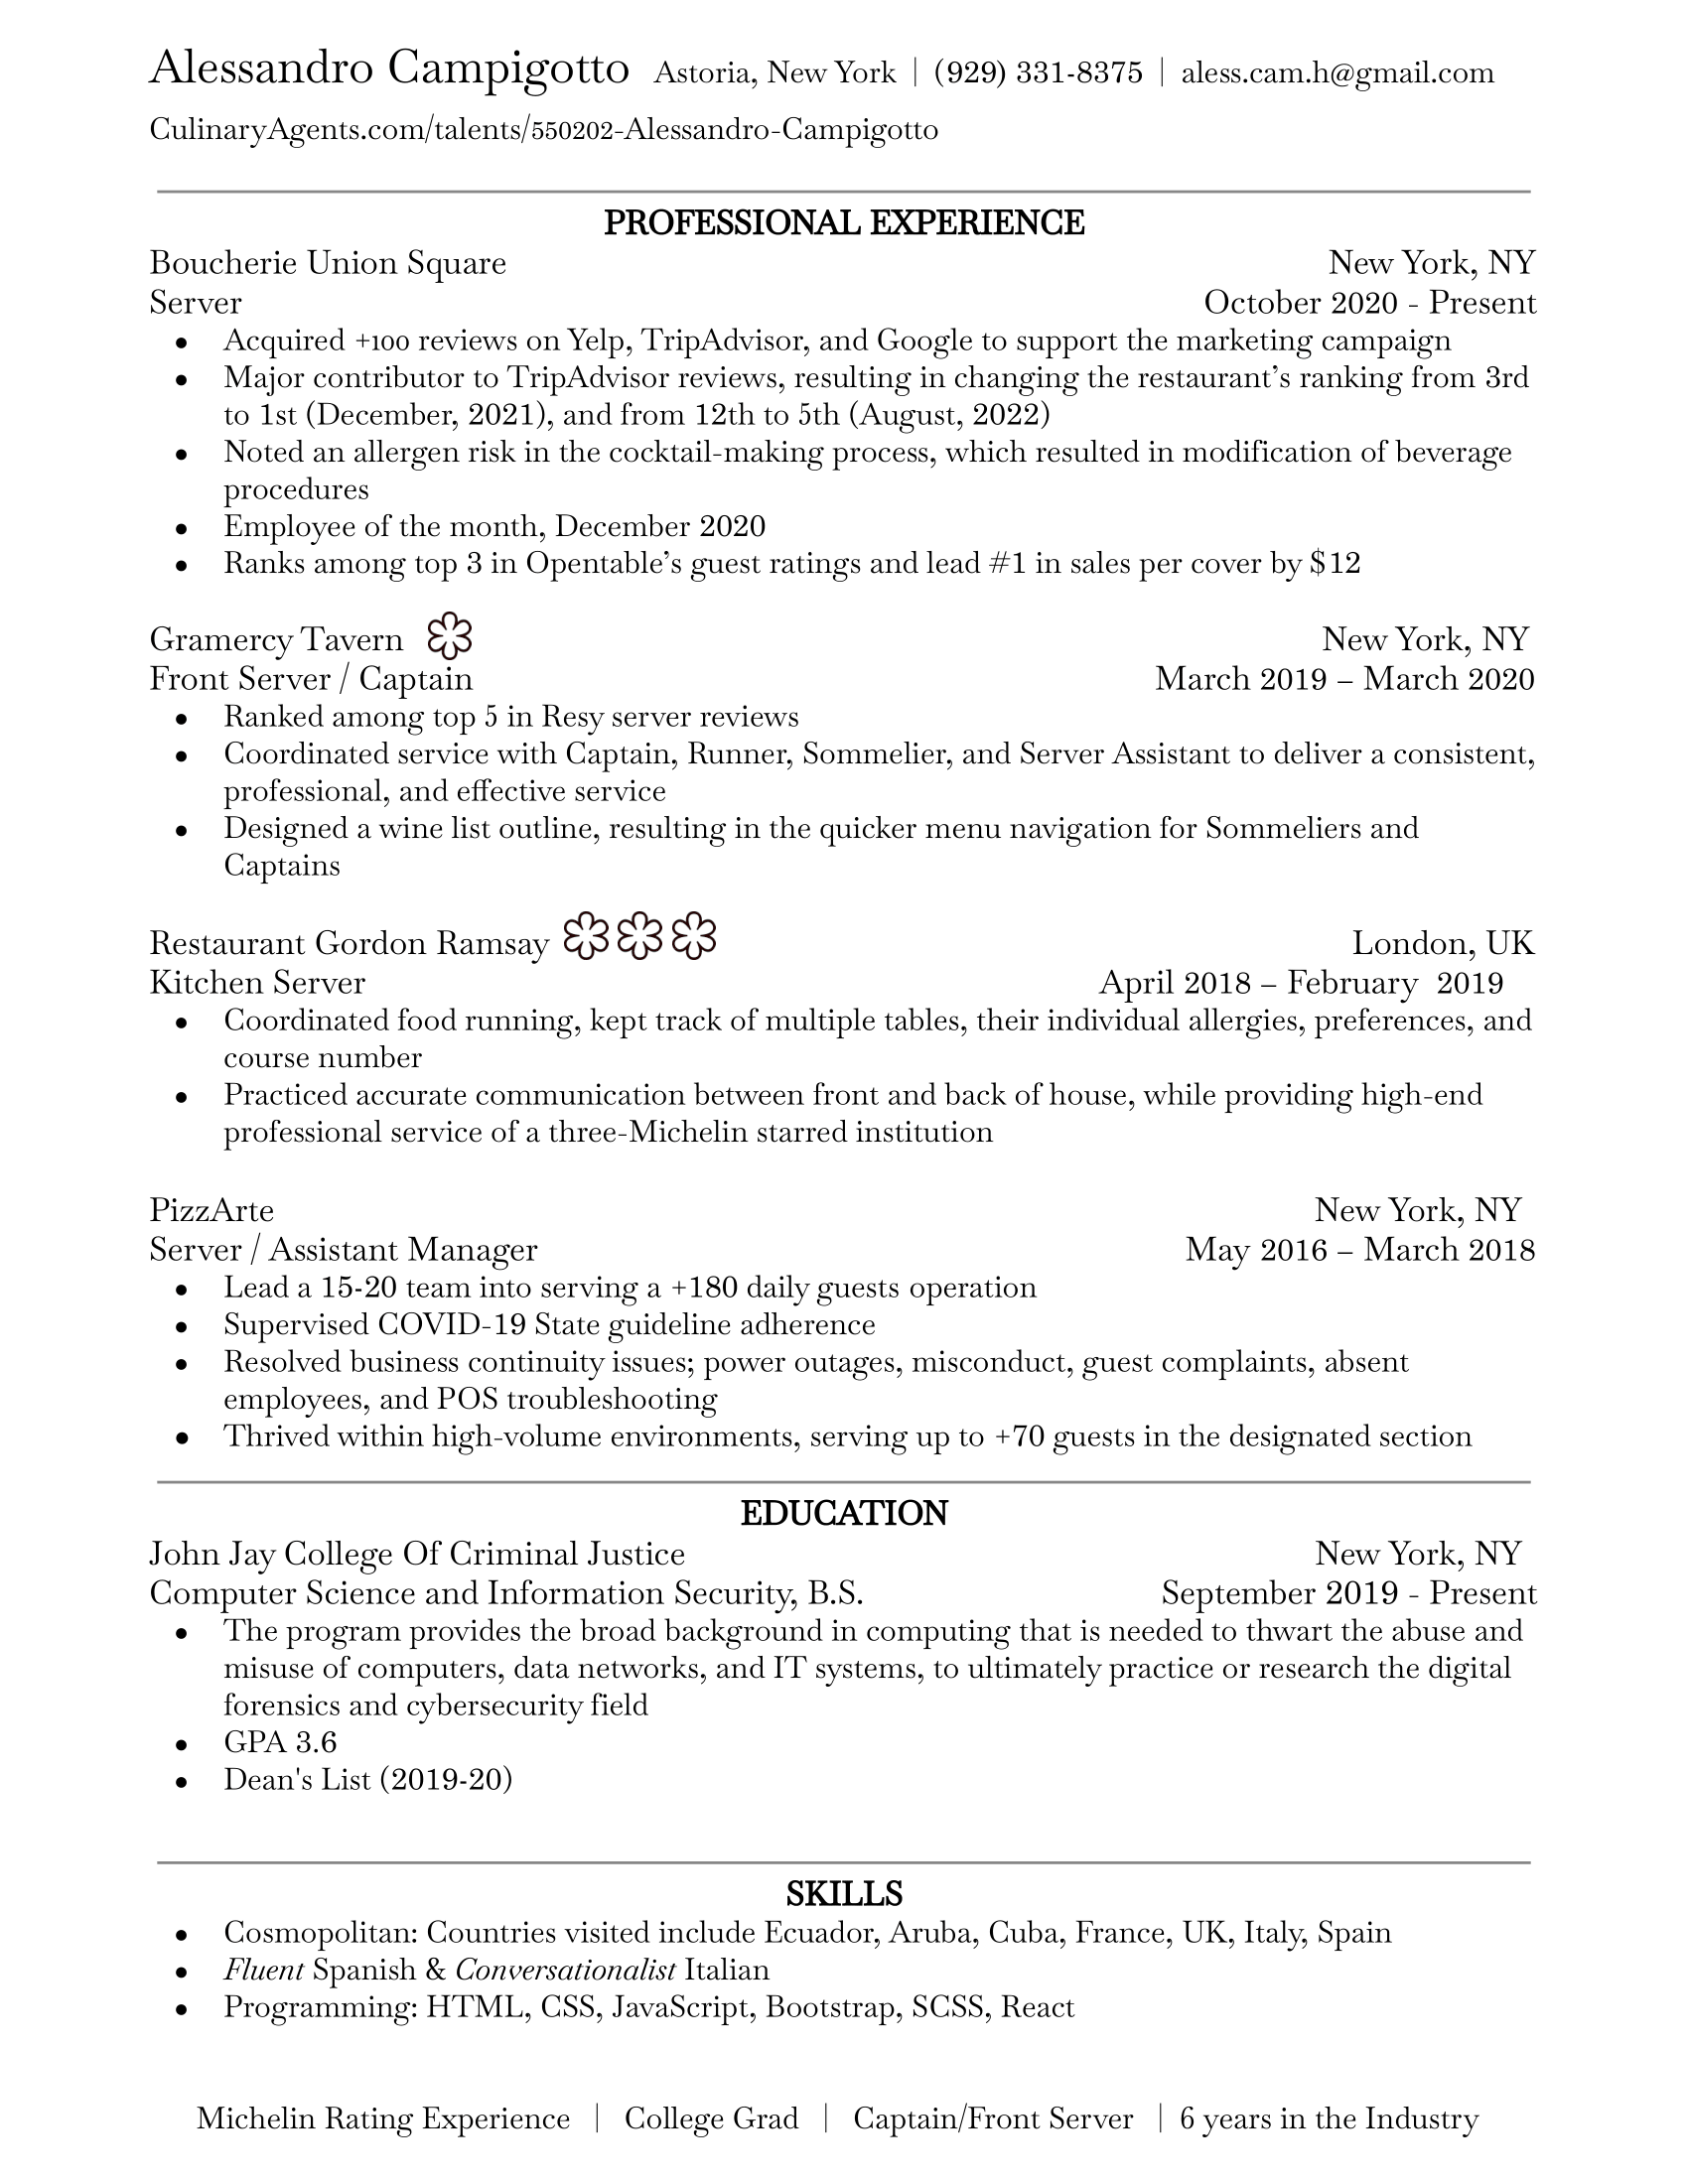 Alessandro Campigotto Astoria, New York | (929) 331-8375 | aless.cam.h@gmail.com
CulinaryAgents.com/talents/550202-Alessandro-Campigotto
PROFESSIONAL EXPERIENCE
Boucherie Union Square New York, NY
Server October 2020 - Present
● Acquired +100 reviews on Yelp, TripAdvisor, and Google to support the marketing campaign
● Major contributor to TripAdvisor reviews, resulting in changing the restaurant’s ranking from 3rd
to 1st (December, 2021), and from 12th to 5th (August, 2022)
● Noted an allergen risk in the cocktail-making process, which resulted in modification of beverage
procedures
● Employee of the month, December 2020
● Ranks among top 3 in Opentable’s guest ratings and lead #1 in sales per cover by $12
Gramercy Tavern New York, NY
Front Server / Captain March 2019 – March 2020
● Ranked among top 5 in Resy server reviews
● Coordinated service with Captain, Runner, Sommelier, and Server Assistant to deliver a consistent,
professional, and effective service
● Designed a wine list outline, resulting in the quicker menu navigation for Sommeliers and
Captains
Restaurant Gordon Ramsay London, UK
Kitchen Server April 2018 – February 2019
● Coordinated food running, kept track of multiple tables, their individual allergies, preferences, and
course number
● Practiced accurate communication between front and back of house, while providing high-end
professional service of a three-Michelin starred institution
PizzArte New York, NY
Server / Assistant Manager May 2016 – March 2018
● Lead a 15-20 team into serving a +180 daily guests operation
● Supervised COVID-19 State guideline adherence
● Resolved business continuity issues; power outages, misconduct, guest complaints, absent
employees, and POS troubleshooting
● Thrived within high-volume environments, serving up to +70 guests in the designated section
EDUCATION
John Jay College Of Criminal Justice New York, NY
Computer Science and Information Security, B.S. September 2019 - Present
● The program provides the broad background in computing that is needed to thwart the abuse and
misuse of computers, data networks, and IT systems, to ultimately practice or research the digital
forensics and cybersecurity field
● GPA 3.6
● Dean's List (2019-20)
SKILLS
● Cosmopolitan: Countries visited include Ecuador, Aruba, Cuba, France, UK, Italy, Spain
● Fluent Spanish & Conversationalist Italian
● Programming: HTML, CSS, JavaScript, Bootstrap, SCSS, React
Michelin Rating Experience | College Grad | Captain/Front Server | 6 years in the Industry